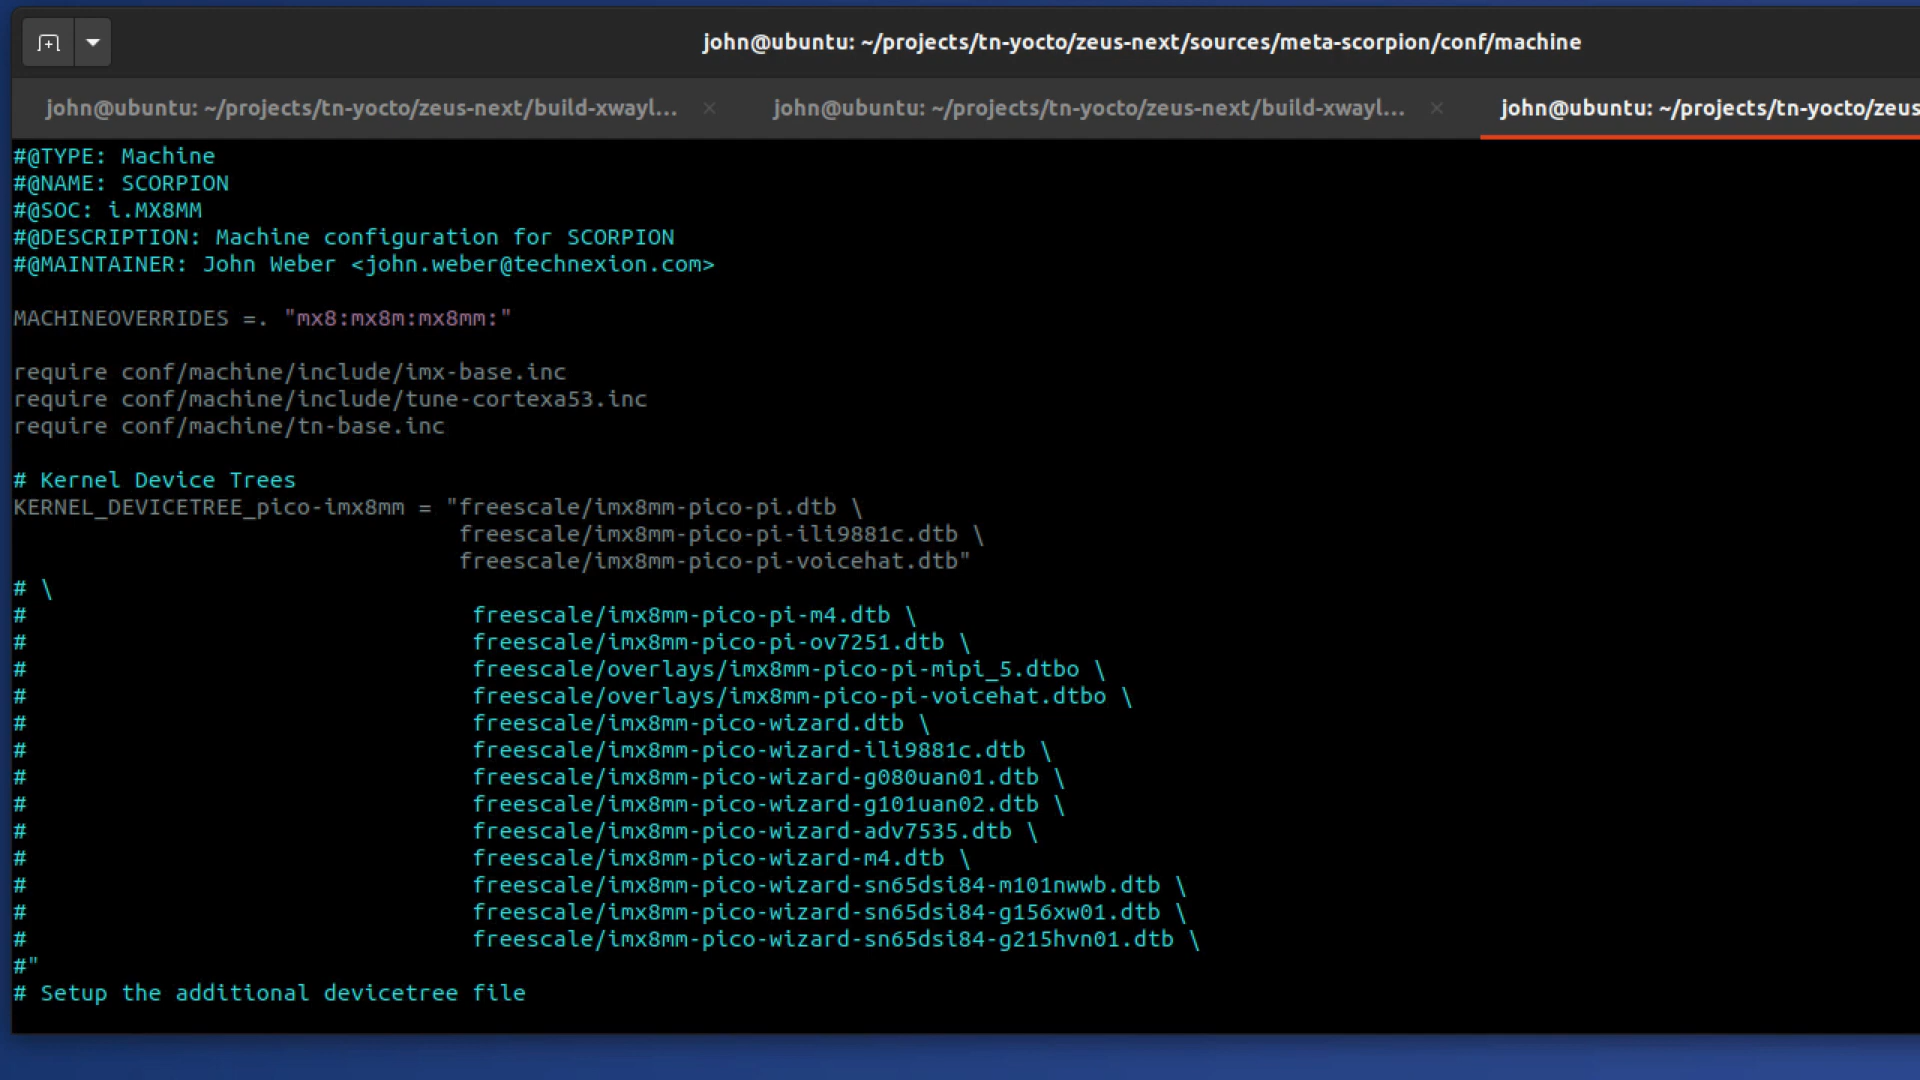 john@ubuntu: ~/projects/tn-yocto/zeus-next/sources/meta-scorpion/conf/machine
john@ubuntu: ~/projects/tn-yocto/zeus-next/build-xwayl... × john@ubuntu: ~/projects/tn-yocto/zeus-next/build-xwayl... × john@ubuntu: ~/projects/tn-yocto/zeus
#@TYPE: Machine
#@NAME: SCORPION
#@SOC: i.MX8MM
#@DESCRIPTION: Machine configuration for SCORPION
#@MAINTAINER: John Weber <john.weber@technexion.com>
MACHINEOVERRIDES =. "mx8:mx8m:mx8mm:"
require conf/machine/include/imx-base.inc
require conf/machine/include/tune-cortexa53.inc
require conf/machine/tn-base.inc
# Kernel Device Trees
KERNEL_DEVICETREE_pico-imx8mm = "freescale/imx8mm-pico-pi.dtb \
freescale/imx8mm-pico-pi-ili9881c.dtb \
freescale/imx8mm-pico-pi-voicehat.dtb"
# \
# freescale/imx8mm-pico-pi-m4.dtb \
# freescale/imx8mm-pico-pi-ov7251.dtb \
# freescale/overlays/imx8mm-pico-pi-mipi_5.dtbo \
# freescale/overlays/imx8mm-pico-pi-voicehat.dtbo \
# freescale/imx8mm-pico-wizard.dtb \
# freescale/imx8mm-pico-wizard-ili9881c.dtb \
# freescale/imx8mm-pico-wizard-g080uan01.dtb \
# freescale/imx8mm-pico-wizard-g101uan02.dtb \
# freescale/imx8mm-pico-wizard-adv7535.dtb \
# freescale/imx8mm-pico-wizard-m4.dtb \
# freescale/imx8mm-pico-wizard-sn65dsi84-m101nwwb.dtb \
# freescale/imx8mm-pico-wizard-sn65dsi84-g156xw01.dtb \
# freescale/imx8mm-pico-wizard-sn65dsi84-g215hvn01.dtb \
#"
# Setup the additional devicetree file